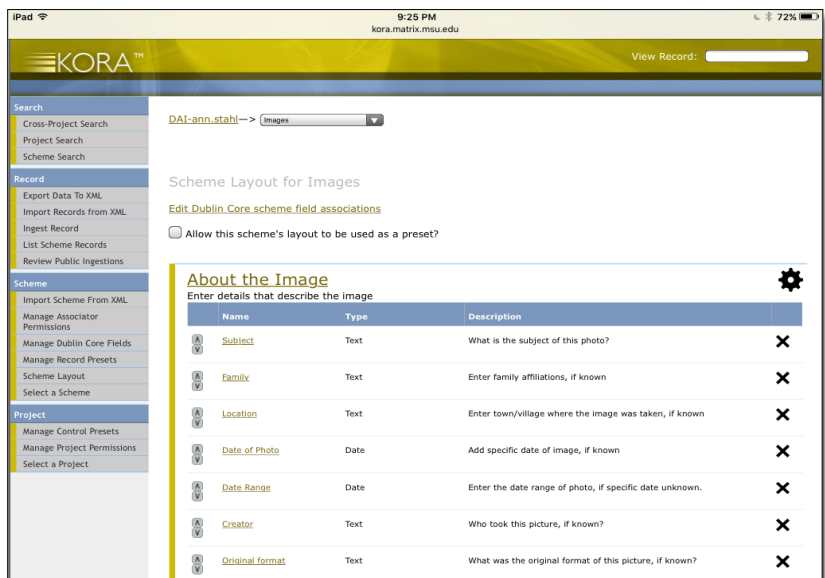 iPad 9:25 PM 72%
kora.matrix.msu.edu
KORA™
View Record:
Search
Cross-Project Search
Project Search
Scheme Search
Record
Export Data To XML
Import Records from XML
Ingest Record
List Scheme Records
Review Public Ingestions
Scheme
Import Scheme From XML
Manage Associator
Permissions
Manage Dublin Core Fields
Manage Record Presets
Scheme Layout
Select a Scheme
Project
Manage Control Presets
Manage Project Permissions
Select a Project
DAI-ann.stahl—> Images
Scheme Layout for Images
Edit Dublin Core scheme field associations
Allow this scheme's layout to be used as a preset?
About the Image
Enter details that describe the image
Name Type Description
Subject Text What is the subject of this photo?
Family Text Enter family affiliations, if known
Location Text Enter town/village where the image was taken, if known
Date of Photo Date Add specific date of image, if known
Date Range Date Enter the date range of photo, if specific date unknown.
Creator Text Who took this picture, if known?
Original format Text What was the original format of this picture, if known?